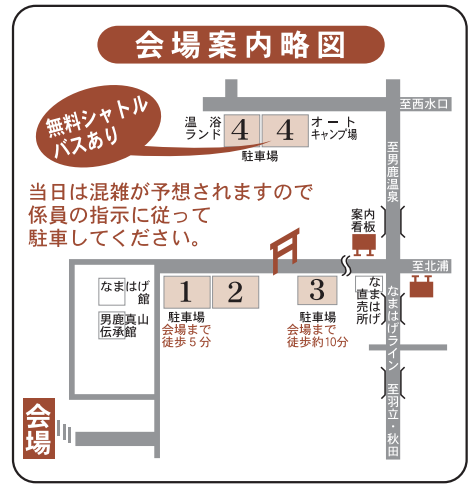 会場案内略図
無料シャトル
バスあり
温浴
ランド
4
4
オート
キャンプ場
駐車場
至西水口
至男鹿温泉
当日は混雑が予想されますので
係員の指示に従って
駐車してください。
案内
看板
至北浦
なまはげ
館
男鹿真山
伝承館
1
2
駐車場
会場まで
徒歩5分
3
駐車場
会場まで
徒歩約10分
なまはげ
直売所
なまはげライン
至羽立・秋田
会場